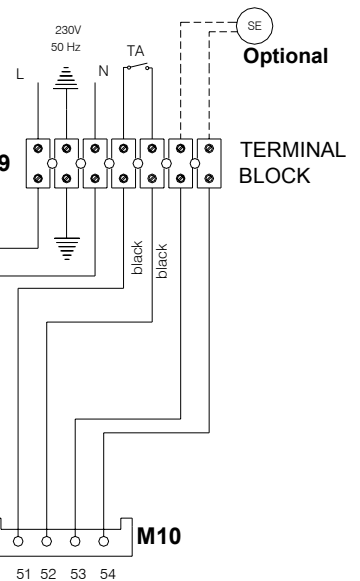 SE
230V
50 Hz
TA
Optional
L
N
9
TERMINAL
BLOCK
black
black
M10
51 52 53 54